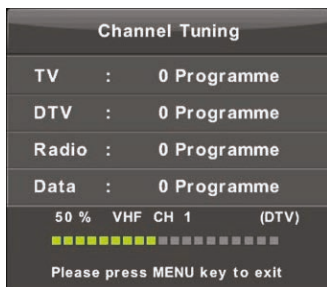 Channel Tuning
TV : 0 Programme
DTV : 0 Programme
Radio : 0 Programme
Data : 0 Programme
50 % VHF CH 1 (DTV)
Please press MENU key to exit